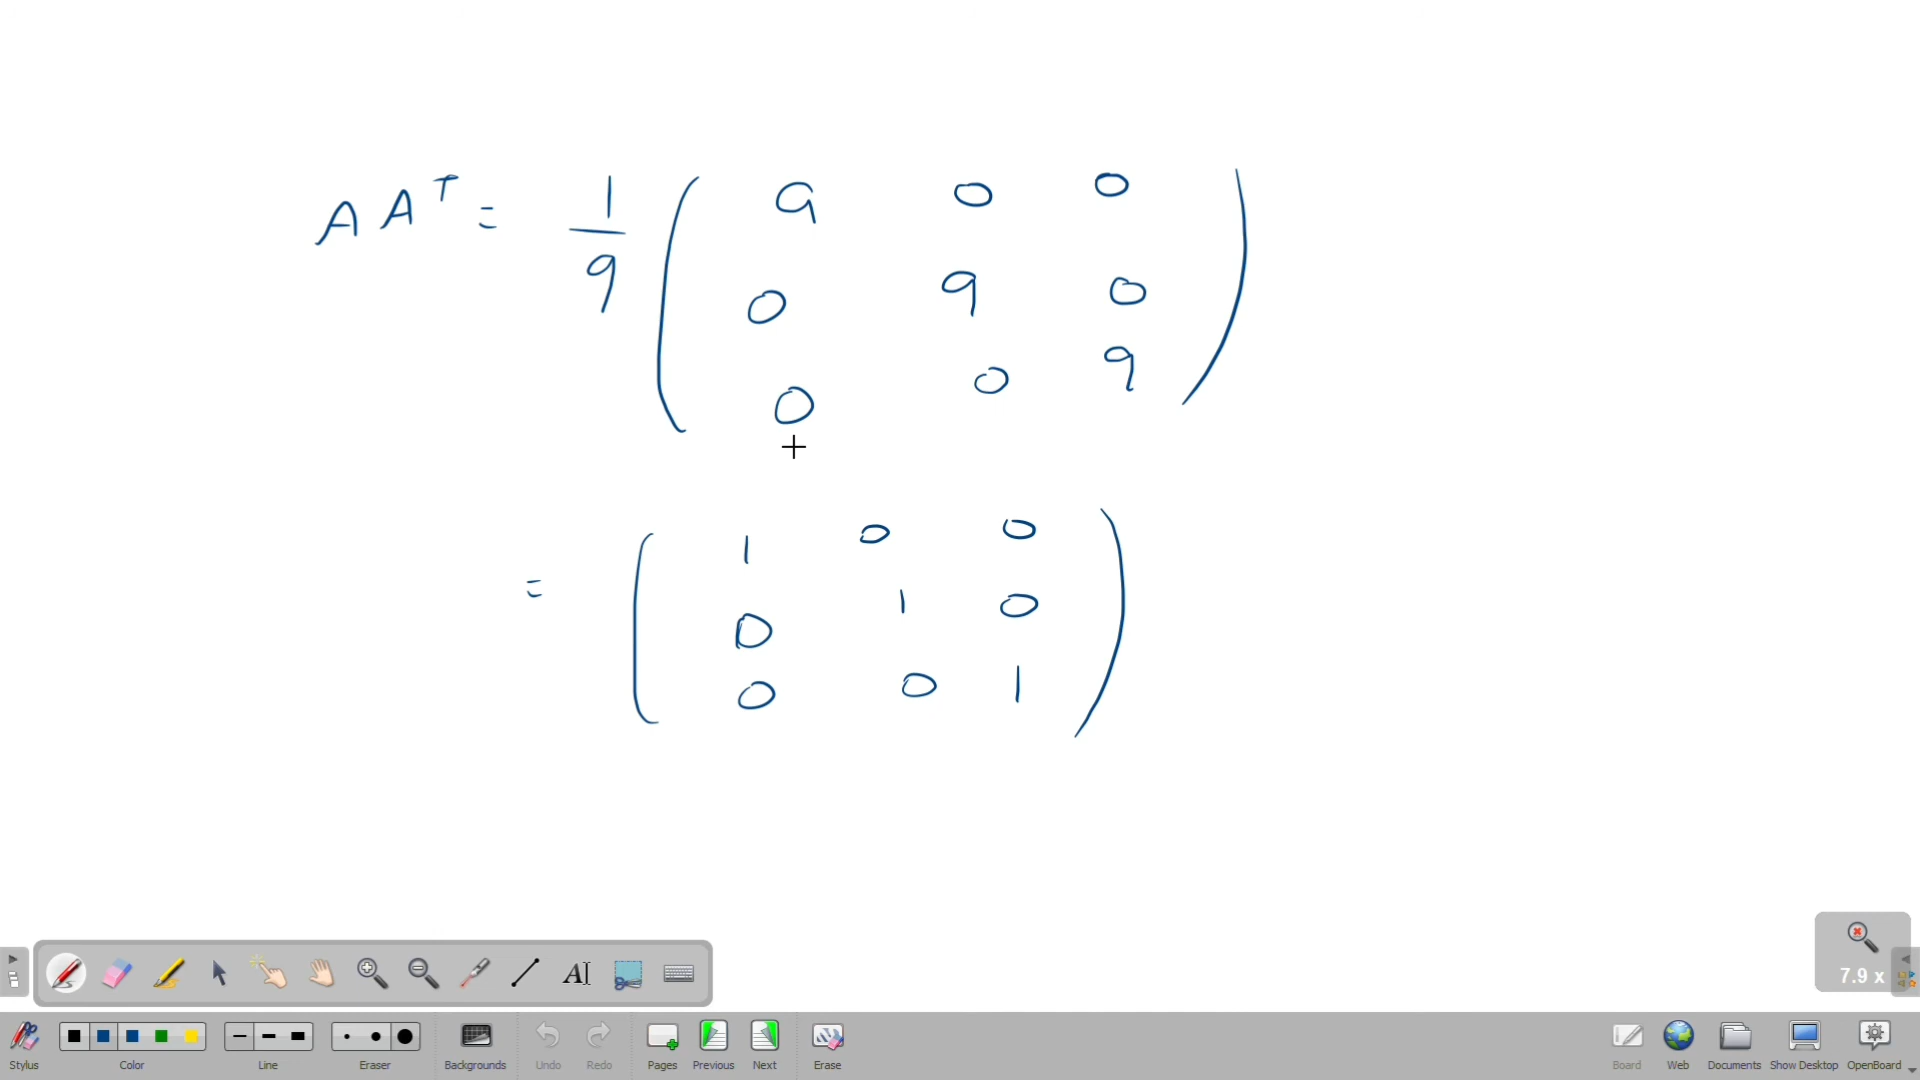 A A^T = 1/9 ( 9 0 0
0 9 0
0 0 9 )
= ( 1 0 0
0 1 0
0 0 1 )
7.9 x
Stylus Color Line Eraser Backgrounds Undo Redo Pages Previous Next Erase Board Web Documents Show Desktop OpenBoard